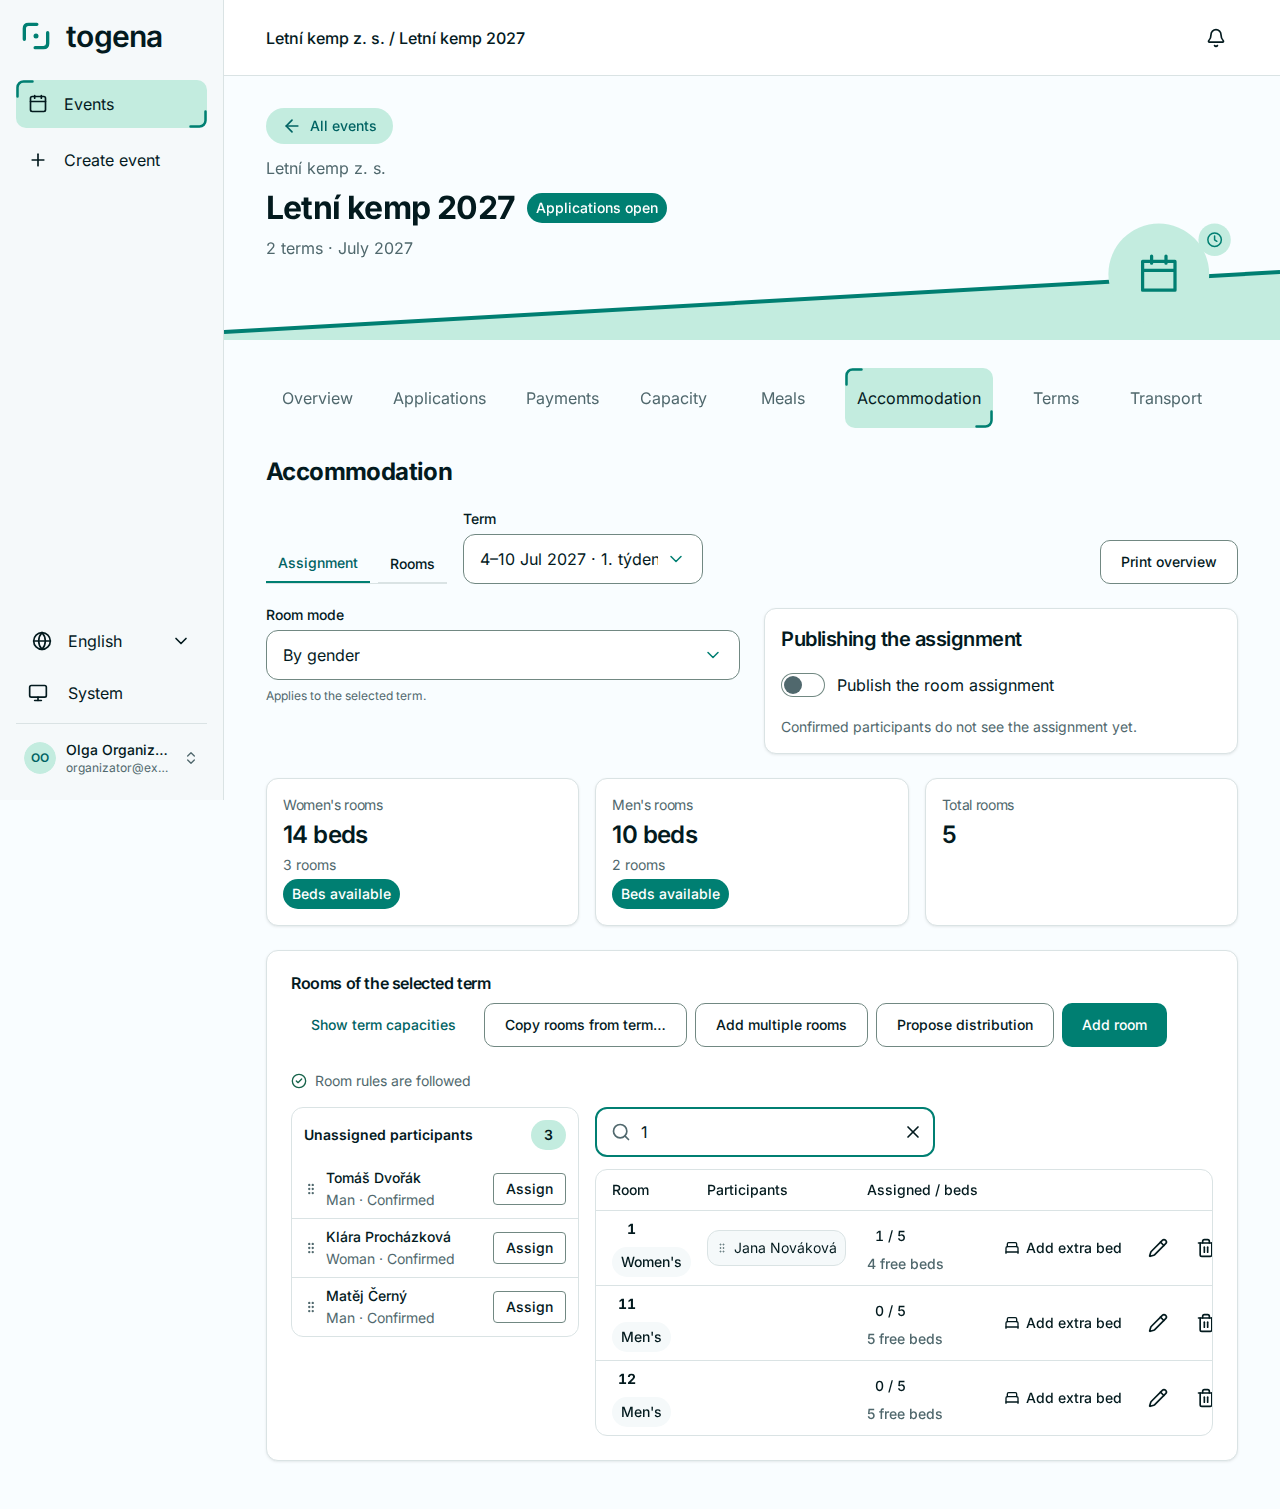 togena
Events
Create event
English
System
OO
Olga Organiz...
organizator@ex...
Letní kemp z. s. / Letní kemp 2027
All events
Letní kemp z. s.
Letní kemp 2027
Applications open
2 terms · July 2027
Overview
Applications
Payments
Capacity
Meals
Accommodation
Terms
Transport
Accommodation
Assignment
Rooms
Term
4–10 Jul 2027 · 1. týden
Print overview
Room mode
By gender
Applies to the selected term.
Publishing the assignment
Publish the room assignment
Confirmed participants do not see the assignment yet.
Women's rooms
14 beds
3 rooms
Beds available
Men's rooms
10 beds
2 rooms
Beds available
Total rooms
5
Rooms of the selected term
Show term capacities
Copy rooms from term...
Add multiple rooms
Propose distribution
Add room
Room rules are followed
Unassigned participants
3
Tomáš Dvořák
Man · Confirmed
Assign
Klára Procházková
Woman · Confirmed
Assign
Matěj Černý
Man · Confirmed
Assign
1
Room
Participants
Assigned / beds
1
Women's
Jana Nováková
1 / 5
4 free beds
Add extra bed
11
Men's
0 / 5
5 free beds
Add extra bed
12
Men's
0 / 5
5 free beds
Add extra bed